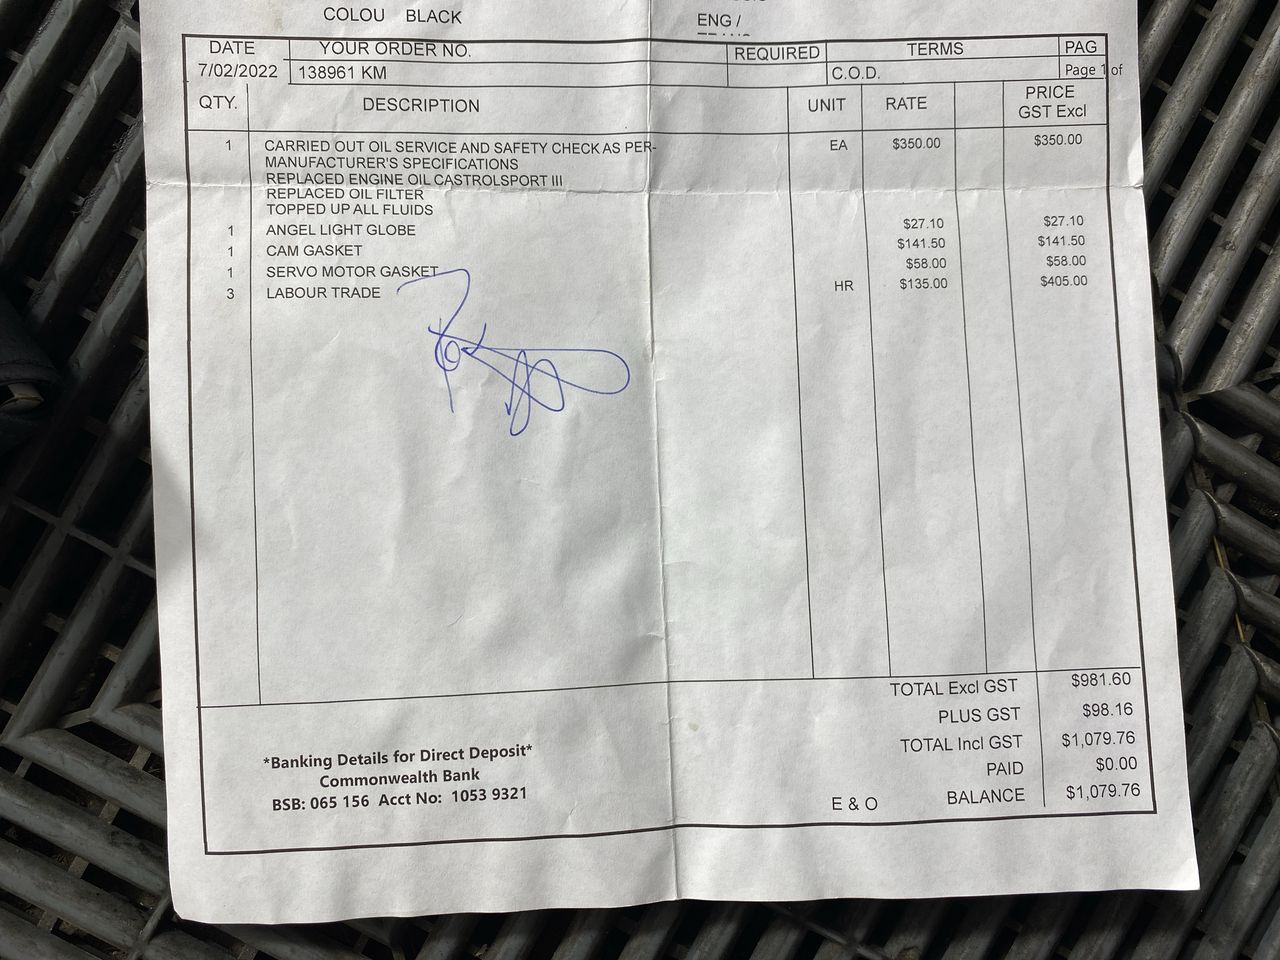 COLOU BLACK
ENG /
DATE YOUR ORDER NO. REQUIRED TERMS PAG
7/02/2022 138961 KM C.O.D. Page 1 of
QTY. DESCRIPTION UNIT RATE PRICE
GST Excl
1 CARRIED OUT OIL SERVICE AND SAFETY CHECK AS PER- EA $350.00 $350.00
MANUFACTURER'S SPECIFICATIONS
REPLACED ENGINE OIL CASTROLSPORT III
REPLACED OIL FILTER
TOPPED UP ALL FLUIDS
1 ANGEL LIGHT GLOBE $27.10 $27.10
1 CAM GASKET $141.50 $141.50
1 SERVO MOTOR GASKET $58.00 $58.00
3 LABOUR TRADE HR $135.00 $405.00
TOTAL Excl GST $981.60
PLUS GST $98.16
TOTAL Incl GST $1,079.76
PAID $0.00
E & O BALANCE $1,079.76
*Banking Details for Direct Deposit*
Commonwealth Bank
BSB: 065 156 Acct No: 1053 9321